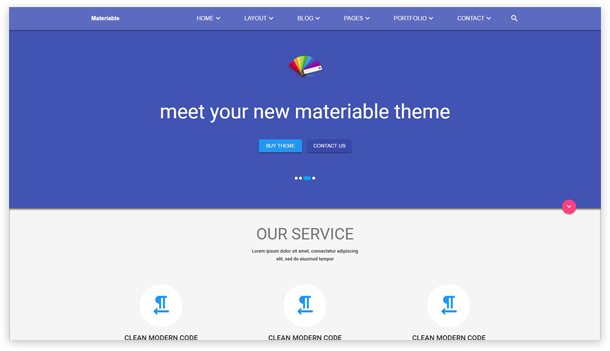 Materiable HOME LAYOUT BLOG PAGES PORTFOLIO CONTACT
meet your new materiable theme
BUY THEME CONTACT US
OUR SERVICE
Lorem ipsum dolor sit amet, consectetur adipiscing
elit, sed do eiusmod tempor
CLEAN MODERN CODE CLEAN MODERN CODE CLEAN MODERN CODE